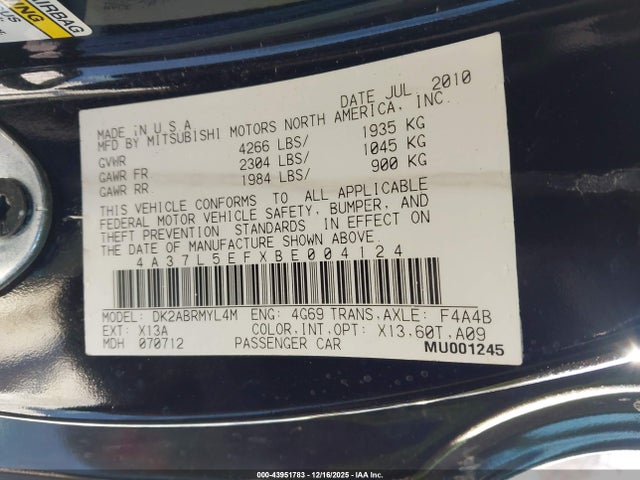 AIRBAG
MADE IN U.S.A. DATE JUL 2010
MFD BY MITSUBISHI MOTORS NORTH AMERICA, INC.
GVWR 4266 LBS/ 1935 KG
GAWR FR 2304 LBS/ 1045 KG
GAWR RR 1984 LBS/ 900 KG
THIS VEHICLE CONFORMS TO ALL APPLICABLE
FEDERAL MOTOR VEHICLE SAFETY, BUMPER, AND
THEFT PREVENTION STANDARDS IN EFFECT ON
THE DATE OF MANUFACTURE SHOWN ABOVE.
4A37L5EFXBE004124
MODEL: DK2ABRMYL4M ENG: 4G69 TRANS.AXLE: F4A4B
EXT X13A COLOR.INT.OPT: X13.60T.A09
MDH 070712 PASSENGER CAR MU001245
000-43951783 - 12/16/2025 - IAA Inc.